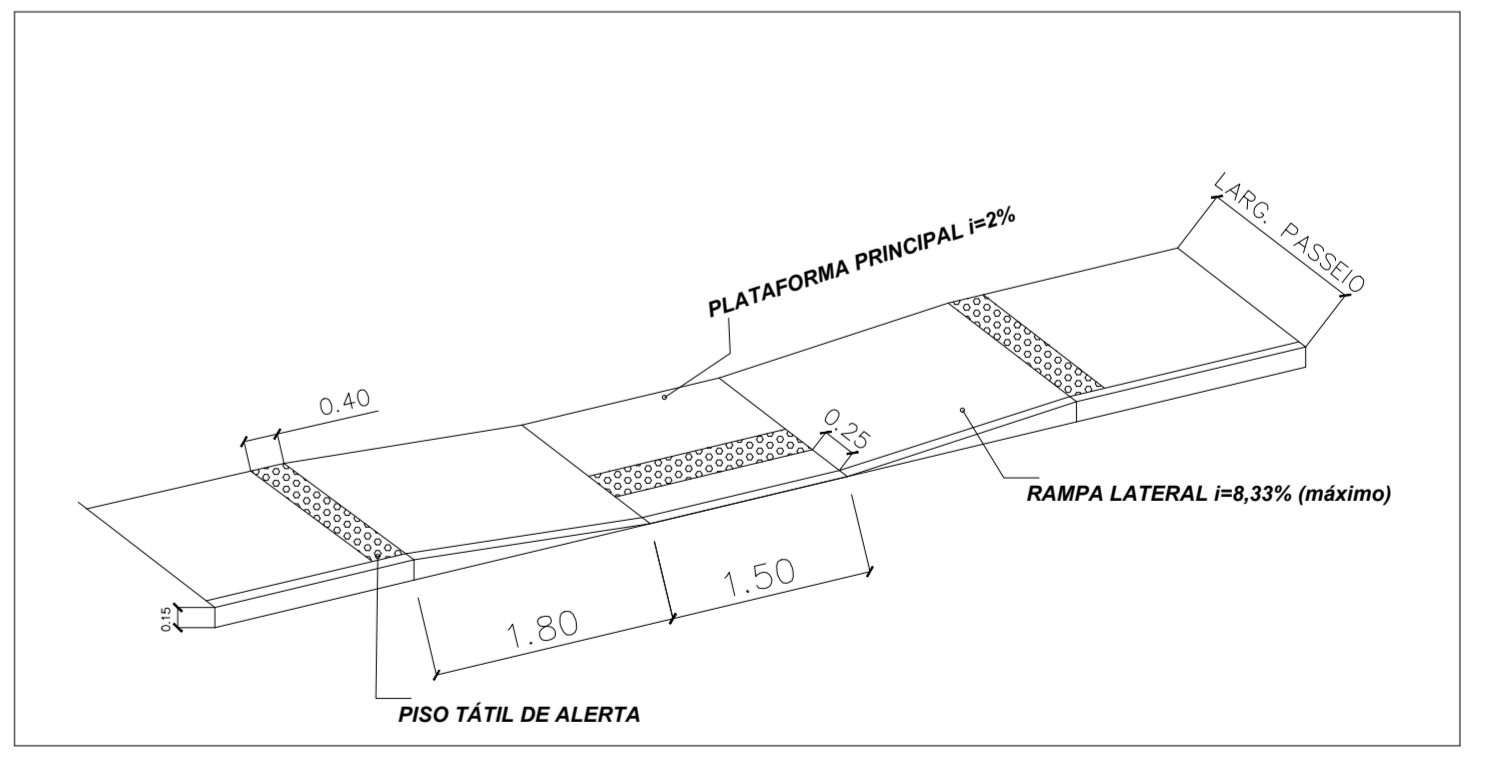 LARG. PASSEIO
PLATAFORMA PRINCIPAL i=2%
0.40
0.25
RAMPA LATERAL i=8,33% (máximo)
1.50
0.15
1.80
PISO TÁTIL DE ALERTA